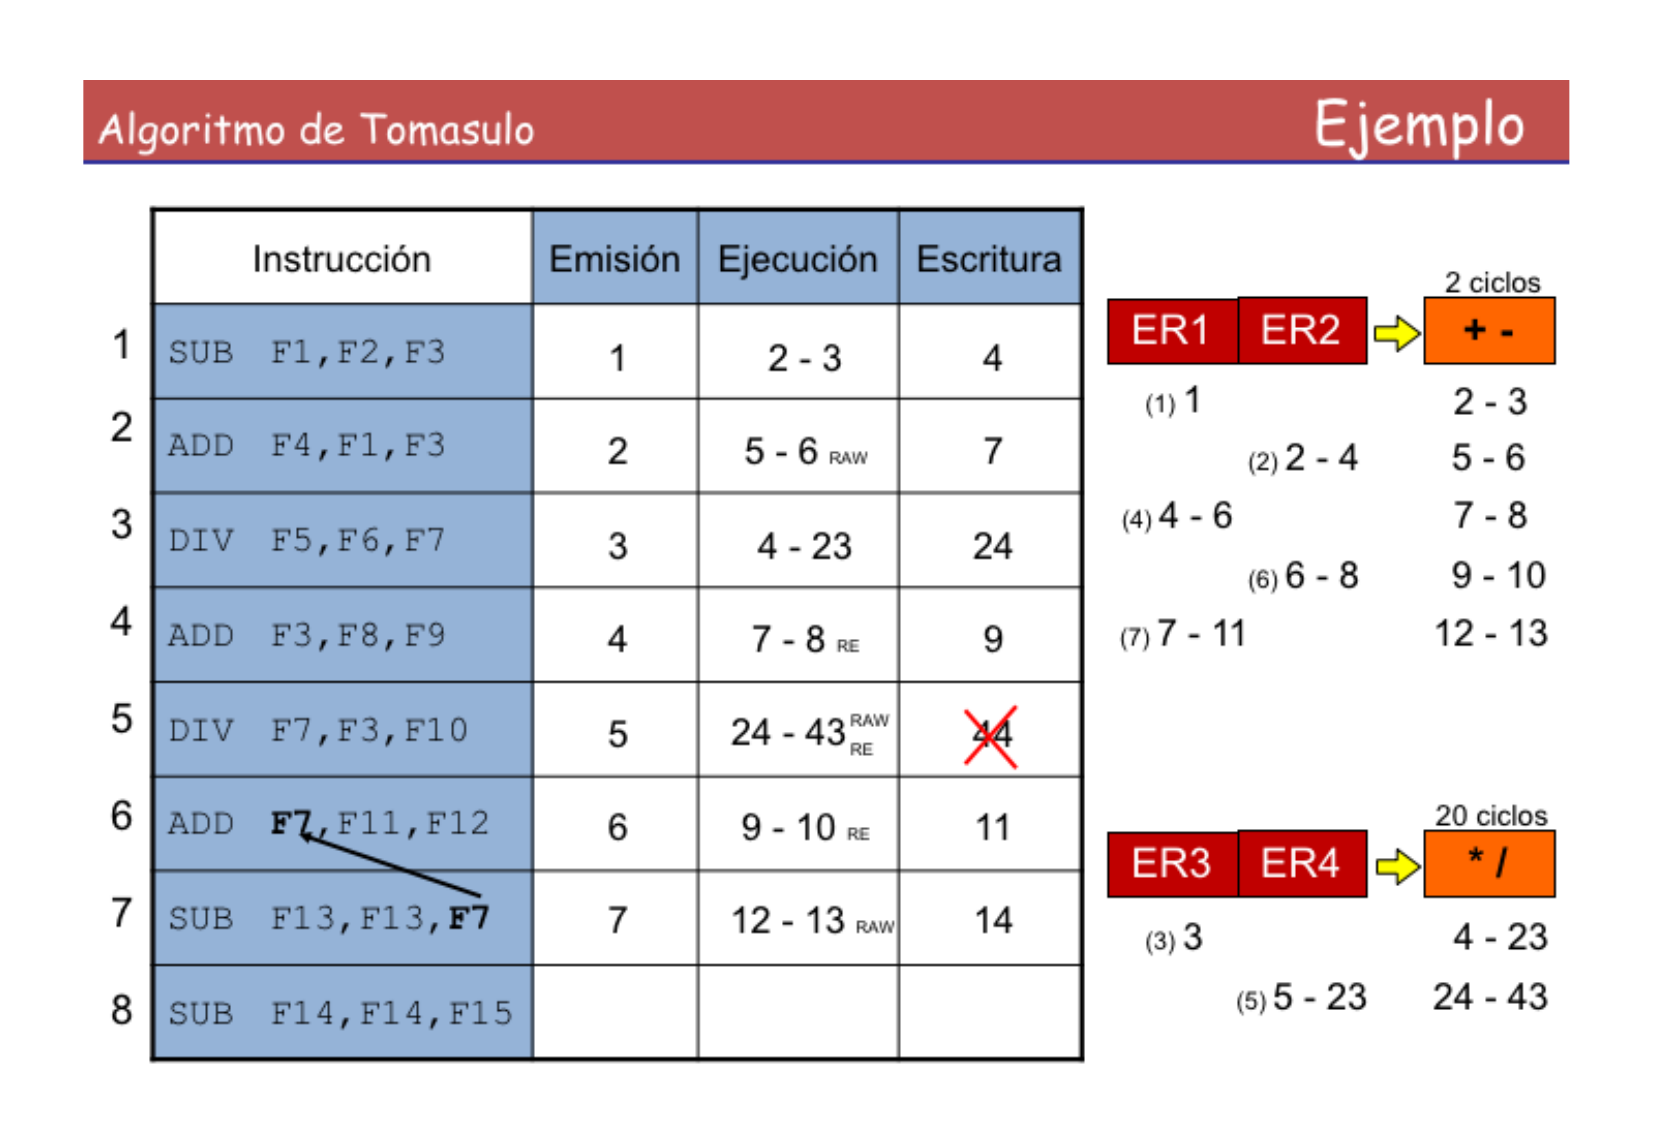 Algoritmo de Tomasulo Ejemplo
Instrucción Emisión Ejecución Escritura
1 SUB F1,F2,F3 1 2 - 3 4
2 ADD F4,F1,F3 2 5 - 6 RAW 7
3 DIV F5,F6,F7 3 4 - 23 24
4 ADD F3,F8,F9 4 7 - 8 RE 9
5 DIV F7,F3,F10 5 24 - 43 RAW RE 44
6 ADD F7,F11,F12 6 9 - 10 RE 11
7 SUB F13,F13,F7 7 12 - 13 RAW 14
8 SUB F14,F14,F15
2 ciclos
ER1 ER2 + -
(1) 1 2 - 3
(2) 2 - 4 5 - 6
(4) 4 - 6 7 - 8
(6) 6 - 8 9 - 10
(7) 7 - 11 12 - 13
20 ciclos
ER3 ER4 * /
(3) 3 4 - 23
(5) 5 - 23 24 - 43